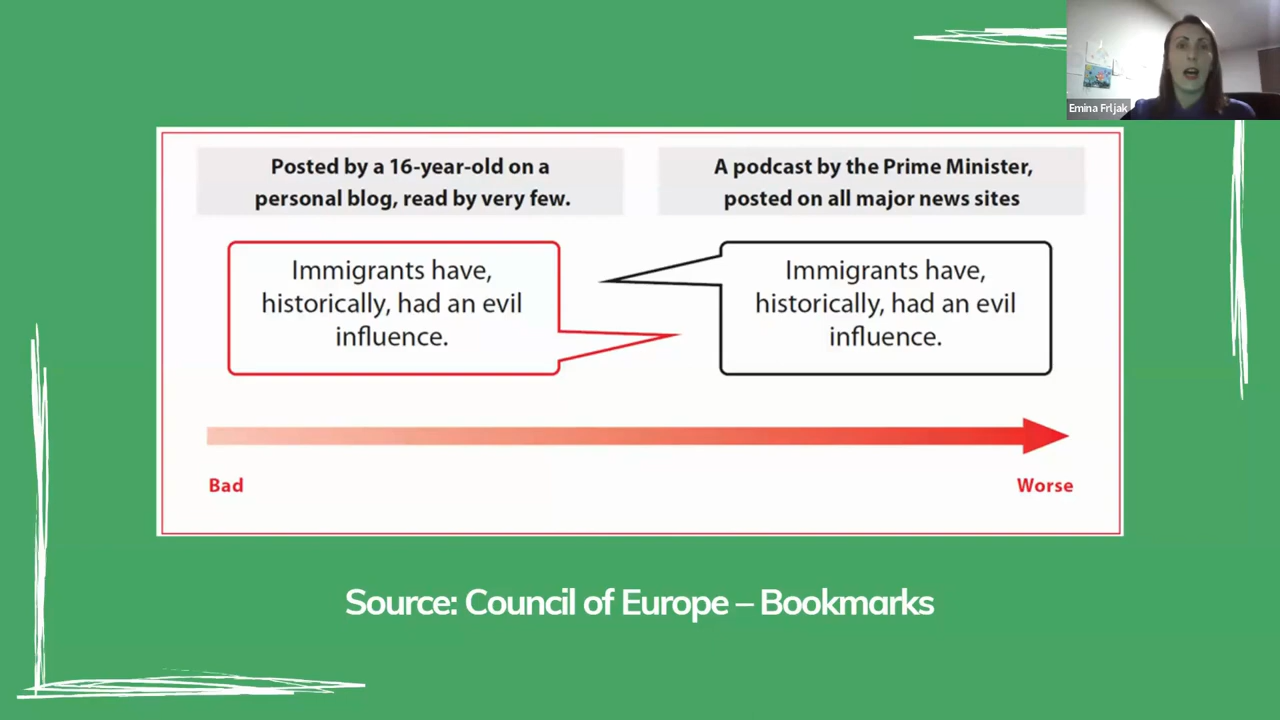 Emina Frljak
Posted by a 16-year-old on a
personal blog, read by very few.
A podcast by the Prime Minister,
posted on all major news sites
Immigrants have,
historically, had an evil
influence.
Immigrants have,
historically, had an evil
influence.
Bad
Worse
Source: Council of Europe – Bookmarks